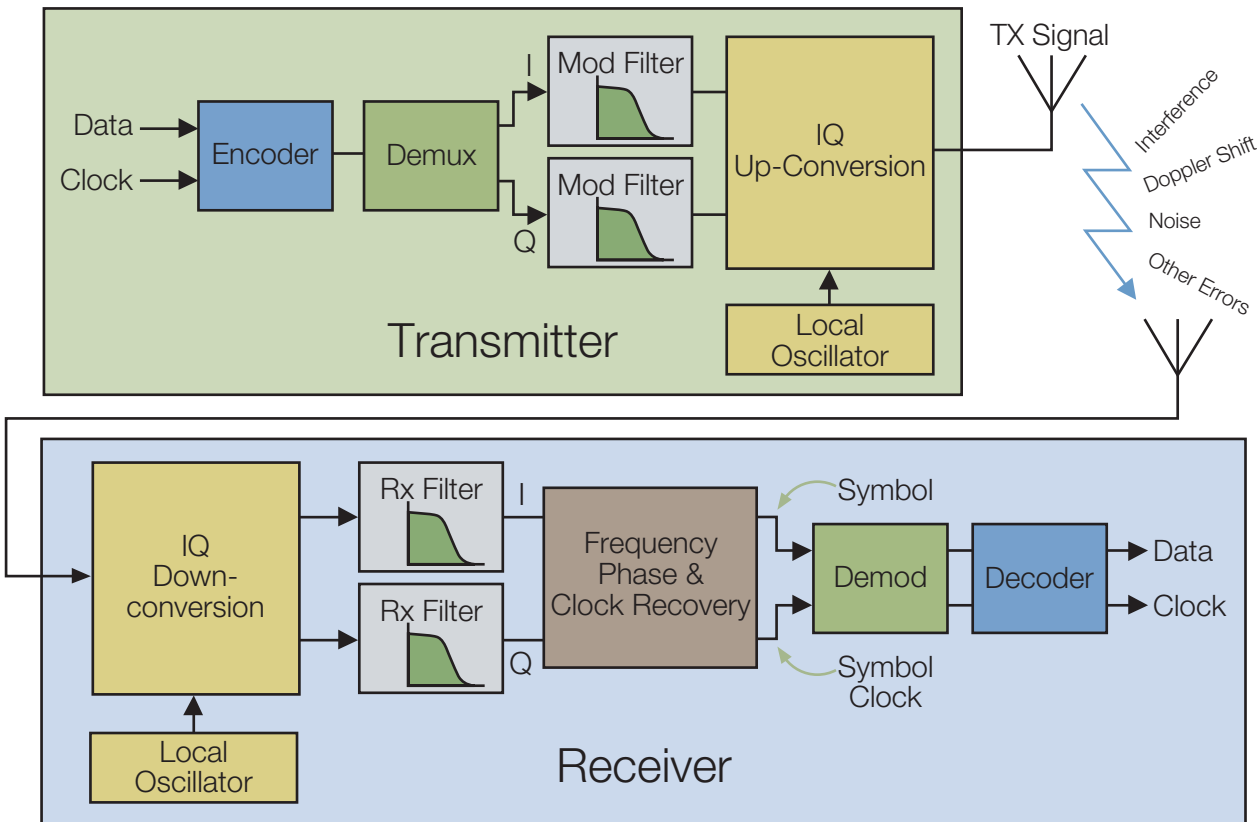 TX Signal
I
Mod Filter
Data
Clock
Encoder
Demux
Mod Filter
Q
IQ
Up-Conversion
Local
Oscillator
Transmitter
Interference
Doppler Shift
Noise
Other Errors
IQ
Down-
conversion
Local
Oscillator
Rx Filter
I
Rx Filter
Q
Frequency
Phase &
Clock Recovery
Symbol
Symbol
Clock
Demod
Decoder
Data
Clock
Receiver